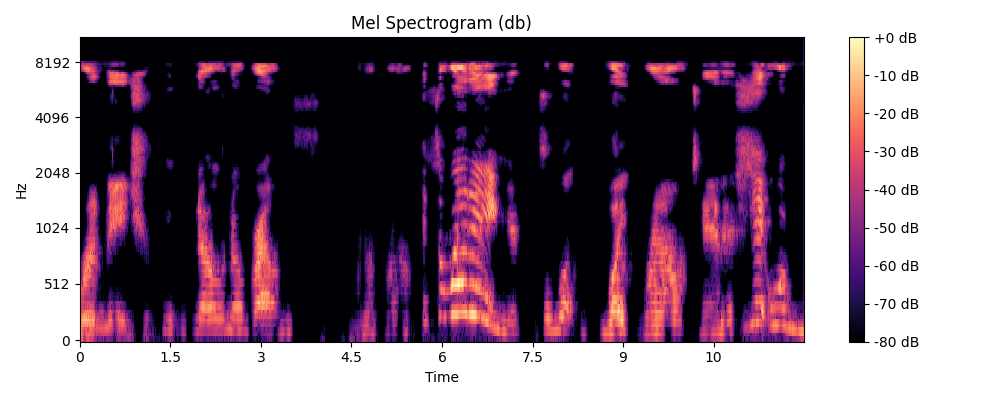 Mel Spectrogram (db)
Hz
8192
4096
2048
1024
512
0
0 1.5 3 4.5 6 7.5 9 10
Time
+0 dB
-10 dB
-20 dB
-30 dB
-40 dB
-50 dB
-60 dB
-70 dB
-80 dB